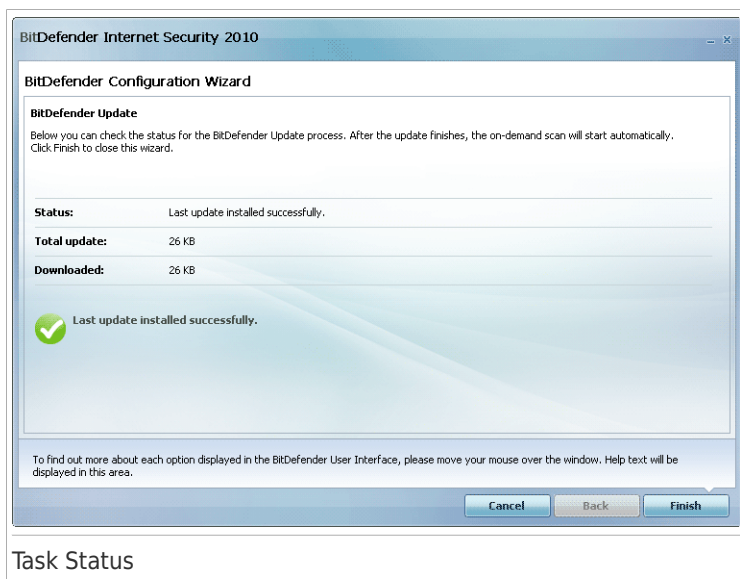 BitDefender Internet Security 2010
BitDefender Configuration Wizard
BitDefender Update
Below you can check the status for the BitDefender Update process. After the update finishes, the on-demand scan will start automatically.
Click Finish to close this wizard.
Status: Last update installed successfully.
Total update: 26 KB
Downloaded: 26 KB
Last update installed successfully.
To find out more about each option displayed in the BitDefender User Interface, please move your mouse over the window. Help text will be
displayed in this area.
Cancel Back Finish
Task Status